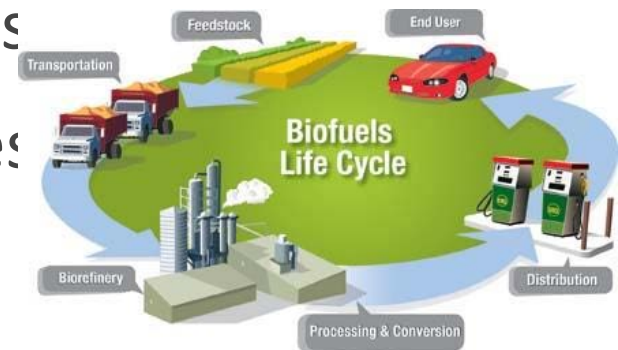 Feedstock
End User
Transportation
Biofuels
Life Cycle
Biorefinery
Distribution
Processing & Conversion